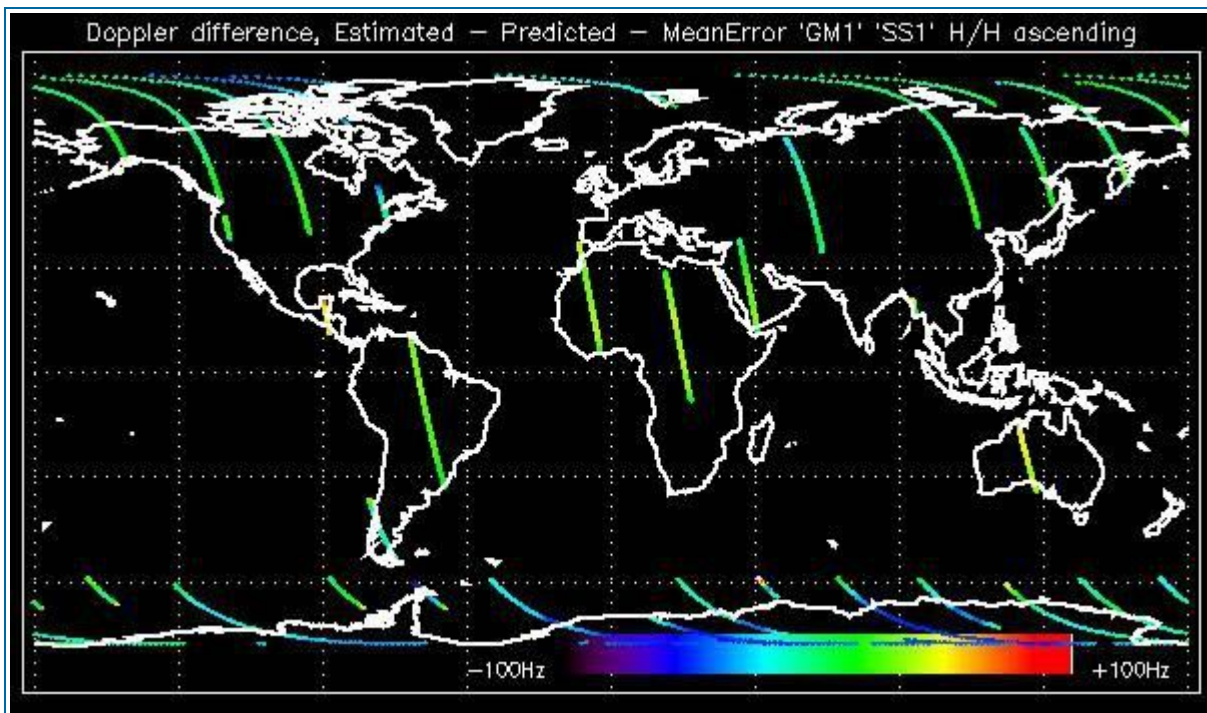 Doppler difference, Estimated – Predicted – MeanError 'GM1' 'SS1' H/H ascending
–100Hz +100Hz